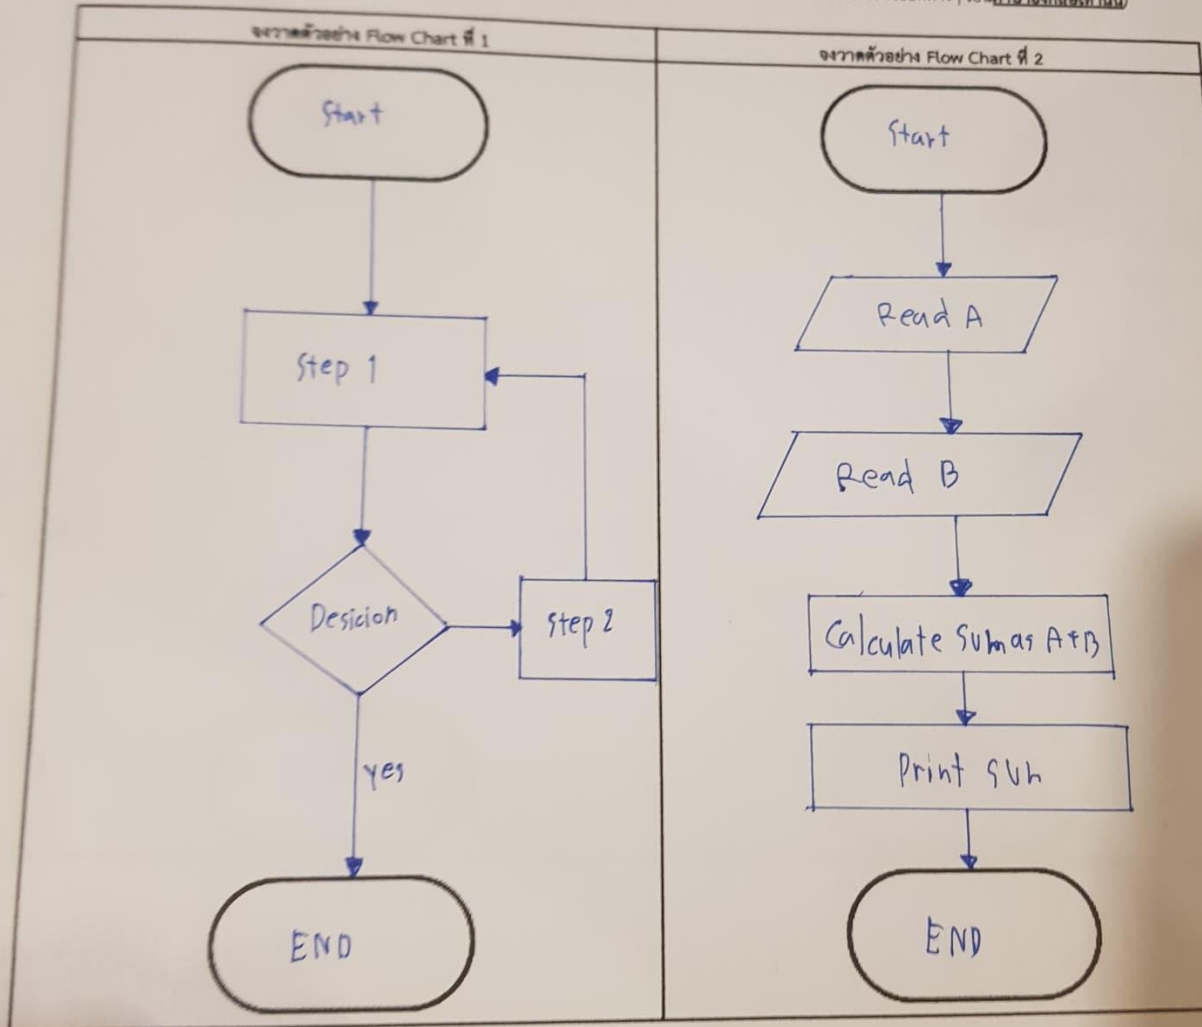 จงวาดตัวอย่าง Flow Chart ที่ 1
Start
Step 1
Desicion
Step 2
yes
END
จงวาดตัวอย่าง Flow Chart ที่ 2
Start
Read A
Read B
Calculate Sum as A+B
Print sum
END